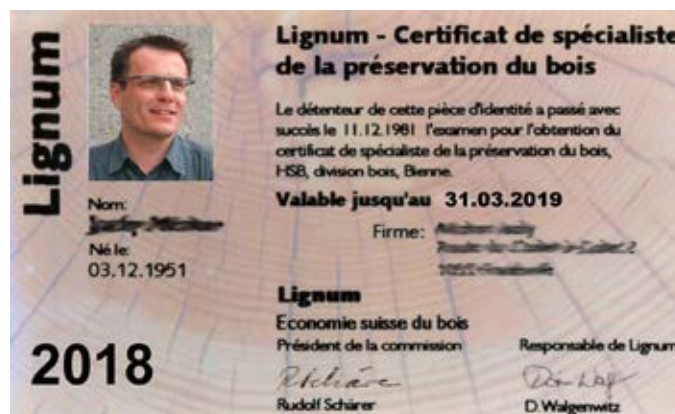 Lignum
Lignum - Certificat de spécialiste
de la préservation du bois
Le détenteur de cette pièce d'identité a passé avec
succès le 11.12.1981 l'examen pour l'obtention du
certificat de spécialiste de la préservation du bois,
HSB, division bois, Bienne.
Valable jusqu'au 31.03.2019
Nom:
Firme:
Né le:
03.12.1951
Lignum
Economie suisse du bois
Président de la commission
Responsable de Lignum
2018
Rudolf Schärer
D. Walgenwitz